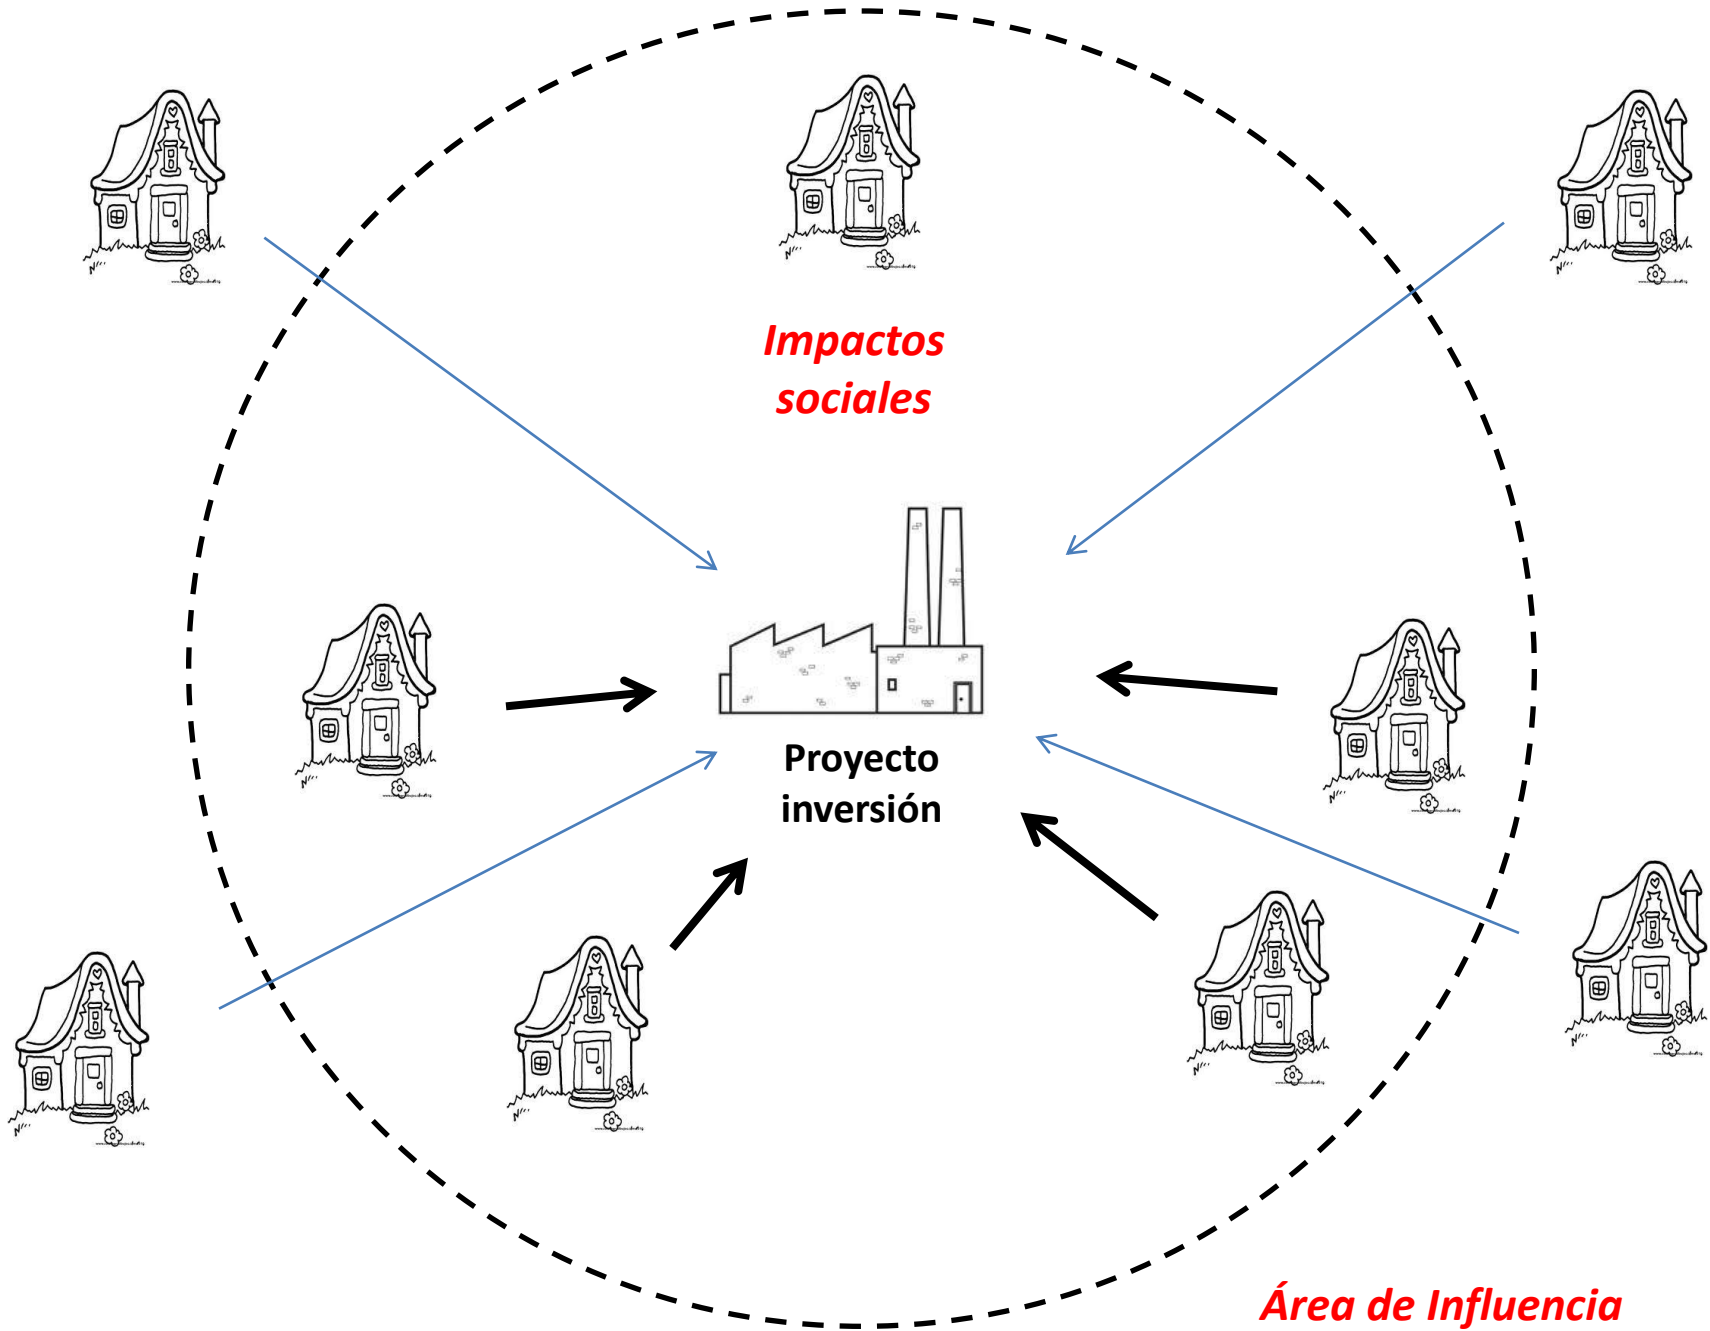 Impactos
sociales
Proyecto
inversión
Área de Influencia